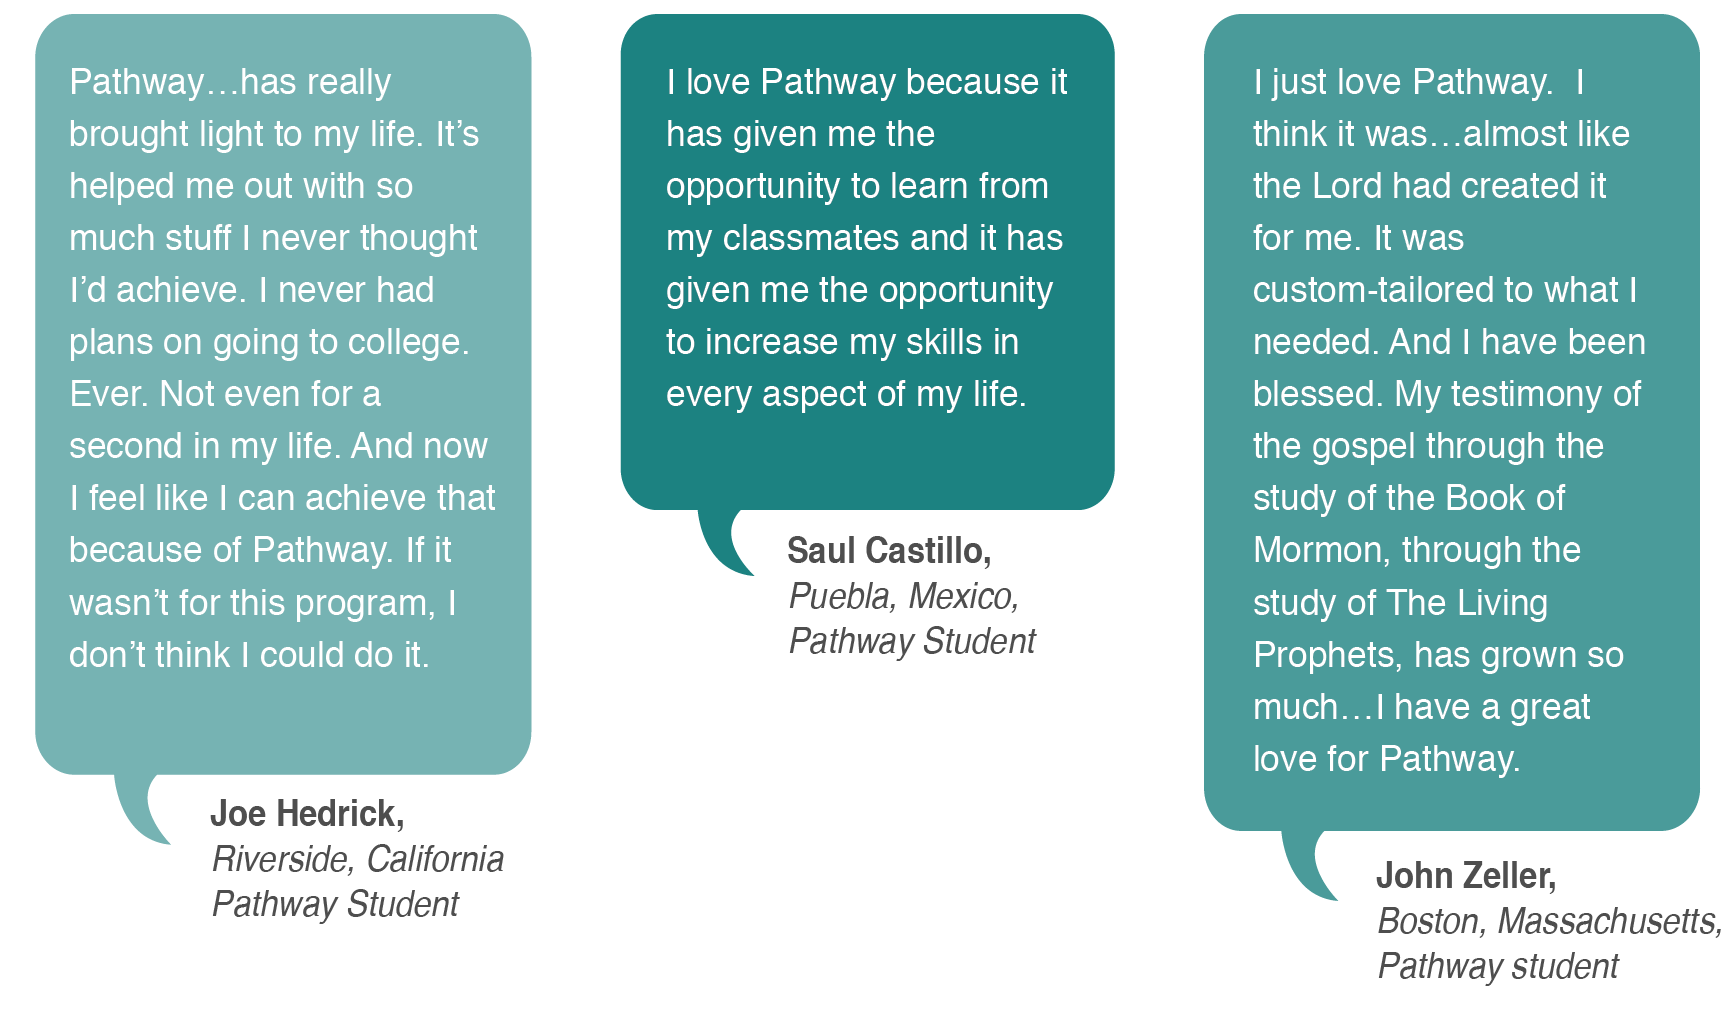 Pathway…has really
brought light to my life. It’s
helped me out with so
much stuff I never thought
I’d achieve. I never had
plans on going to college.
Ever. Not even for a
second in my life. And now
I feel like I can achieve that
because of Pathway. If it
wasn’t for this program, I
don’t think I could do it.
Joe Hedrick,
Riverside, California
Pathway Student
I love Pathway because it
has given me the
opportunity to learn from
my classmates and it has
given me the opportunity
to increase my skills in
every aspect of my life.
Saul Castillo,
Puebla, Mexico,
Pathway Student
I just love Pathway.  I
think it was…almost like
the Lord had created it
for me. It was
custom-tailored to what I
needed. And I have been
blessed. My testimony of
the gospel through the
study of the Book of
Mormon, through the
study of The Living
Prophets, has grown so
much…I have a great
love for Pathway.
John Zeller,
Boston, Massachusetts,
Pathway student